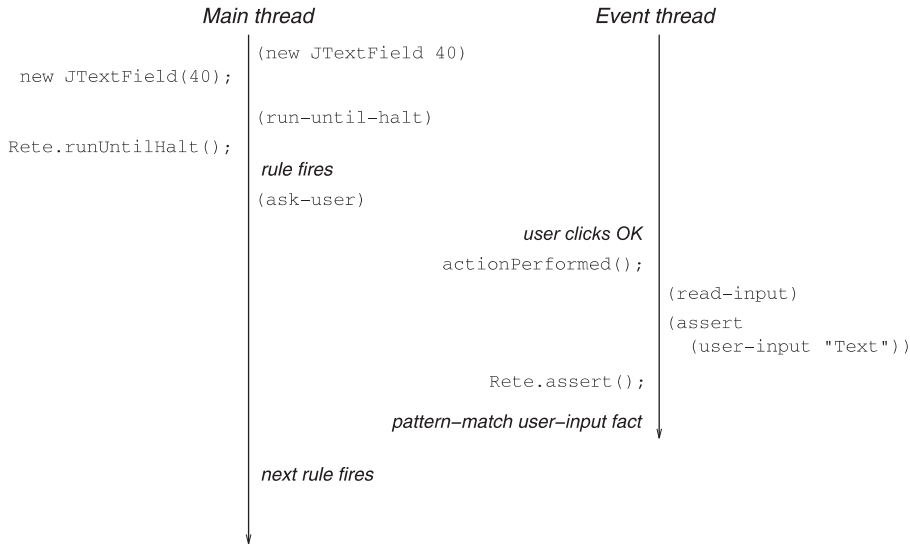 Main thread
Event thread
(new JTextField 40)
new JTextField(40);
(run-until-halt)
Rete.runUntilHalt();
rule fires
(ask-user)
user clicks OK
actionPerformed();
(read-input)
(assert
(user-input "Text"))
Rete.assert();
pattern-match user-input fact
next rule fires